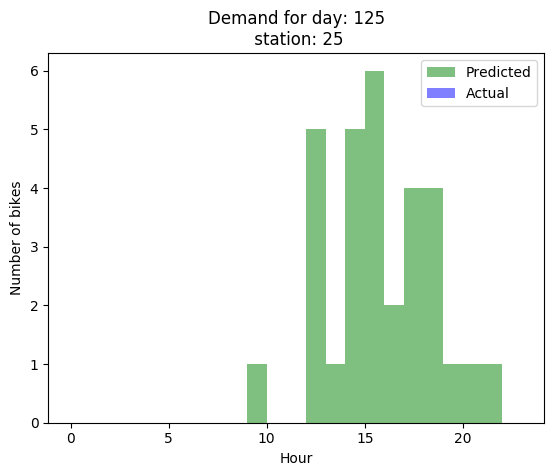 Demand for day: 125
station: 25
Predicted
Actual
6
5
4
3
2
1
0
Number of bikes
0 5 10 15 20
Hour